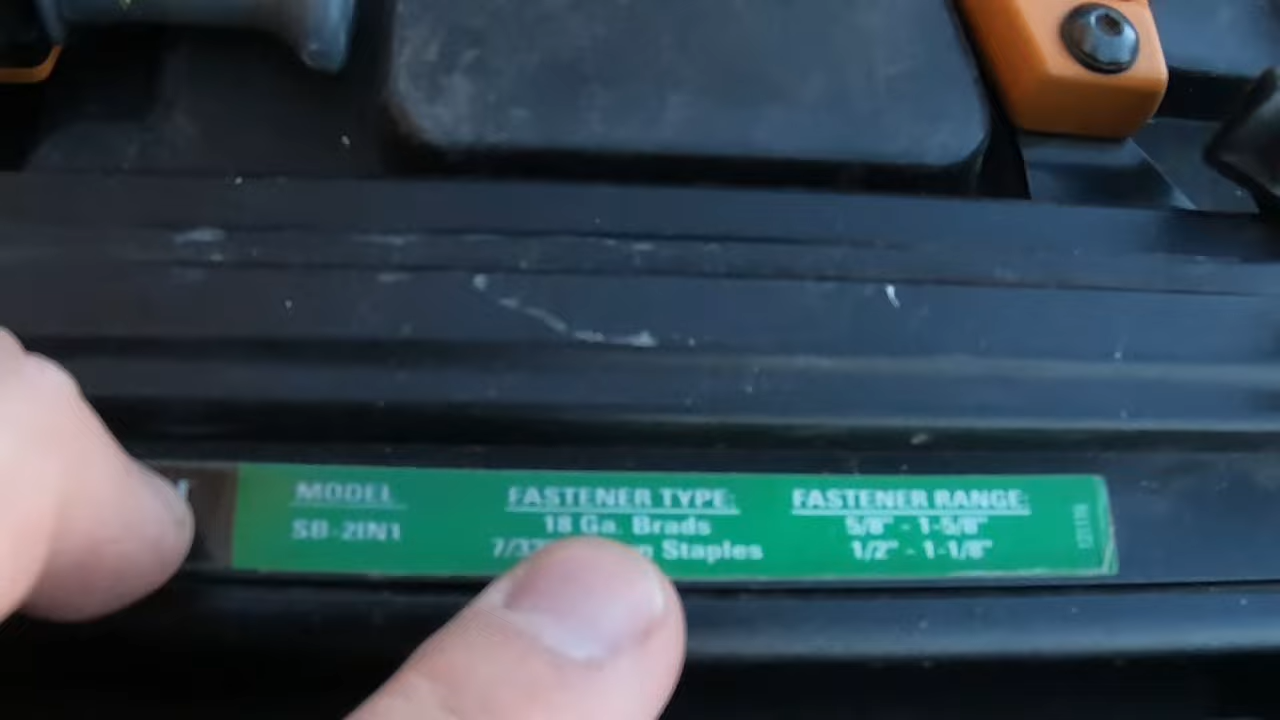 MODEL
SB-2IN1
FASTENER TYPE:
18 Ga. Brads
Staples
FASTENER RANGE:
5/8" - 1-5/8"
1/2" - 1-1/8"